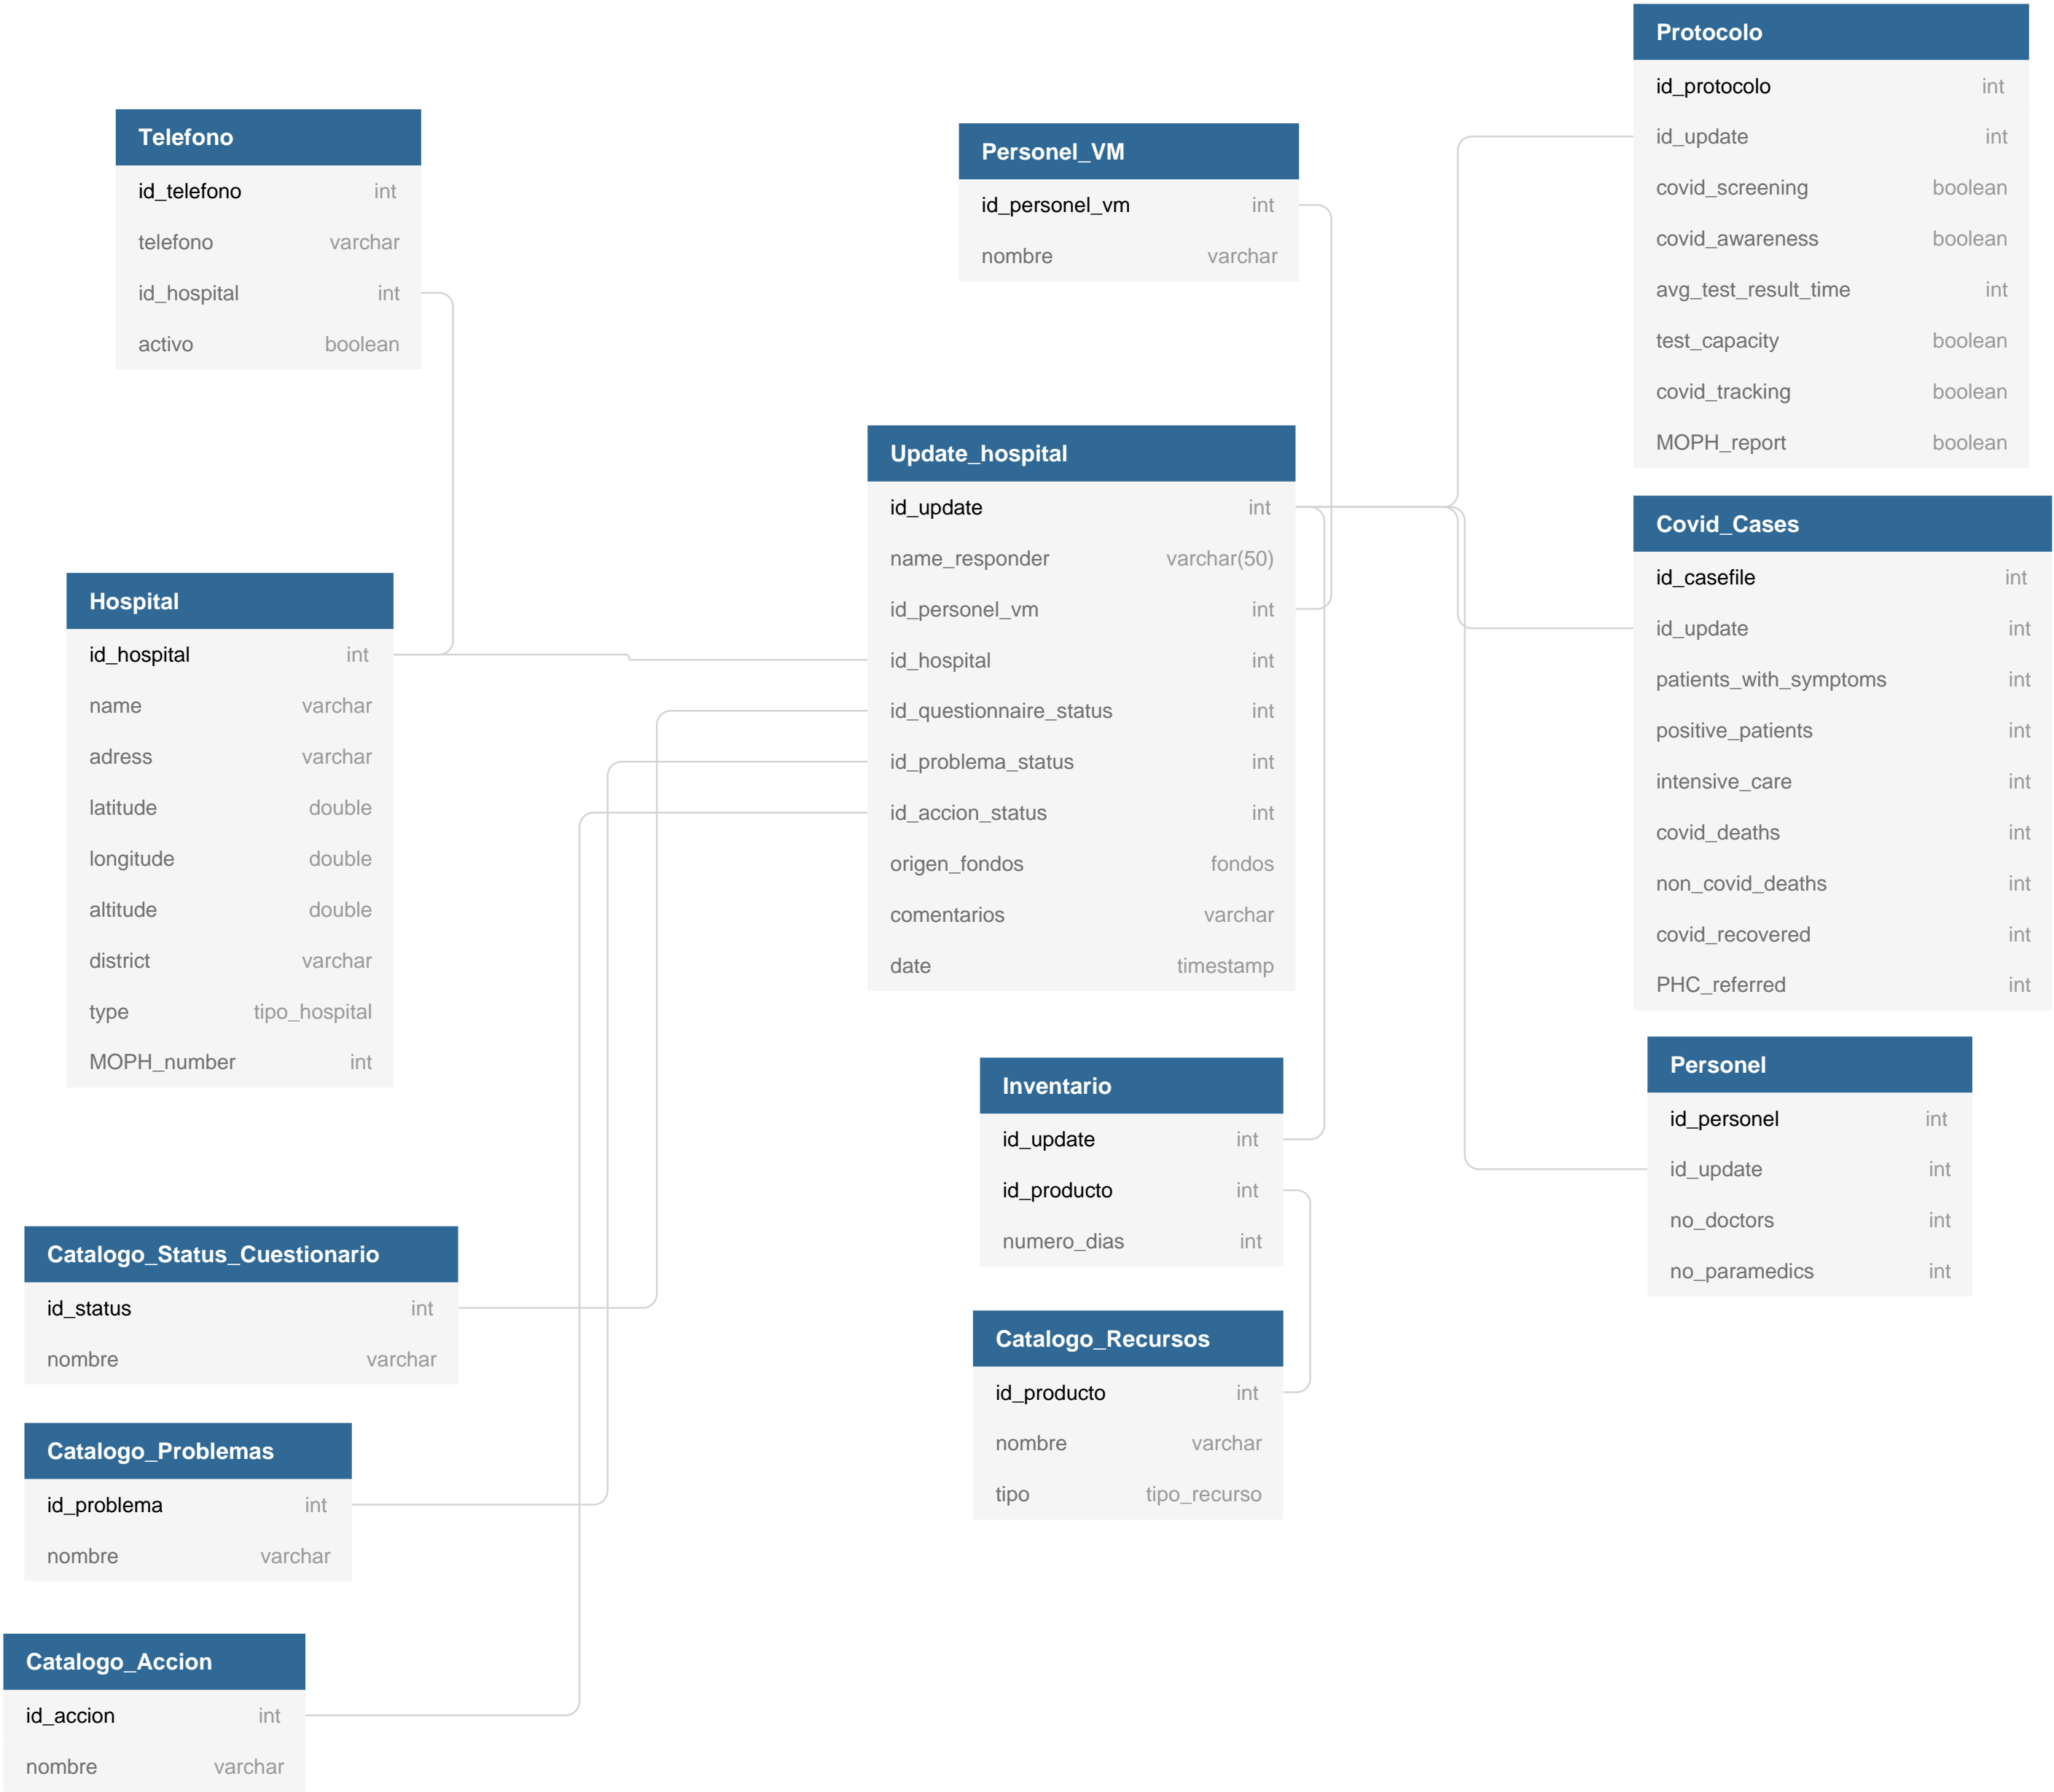 Protocolo
id_protocolo int
id_update int
covid_screening boolean
covid_awareness boolean
avg_test_result_time int
test_capacity boolean
covid_tracking boolean
MOPH_report boolean
Telefono
id_telefono int
telefono varchar
id_hospital int
activo boolean
Personel_VM
id_personel_vm int
nombre varchar
Update_hospital
id_update int
name_responder varchar(50)
id_personel_vm int
id_hospital int
id_questionnaire_status int
id_problema_status int
id_accion_status int
origen_fondos fondos
comentarios varchar
date timestamp
Covid_Cases
id_casefile int
id_update int
patients_with_symptoms int
positive_patients int
intensive_care int
covid_deaths int
non_covid_deaths int
covid_recovered int
PHC_referred int
Hospital
id_hospital int
name varchar
adress varchar
latitude double
longitude double
altitude double
district varchar
type tipo_hospital
MOPH_number int
Personel
id_personel int
id_update int
no_doctors int
no_paramedics int
Inventario
id_update int
id_producto int
numero_dias int
Catalogo_Status_Cuestionario
id_status int
nombre varchar
Catalogo_Recursos
id_producto int
nombre varchar
tipo tipo_recurso
Catalogo_Problemas
id_problema int
nombre varchar
Catalogo_Accion
id_accion int
nombre varchar